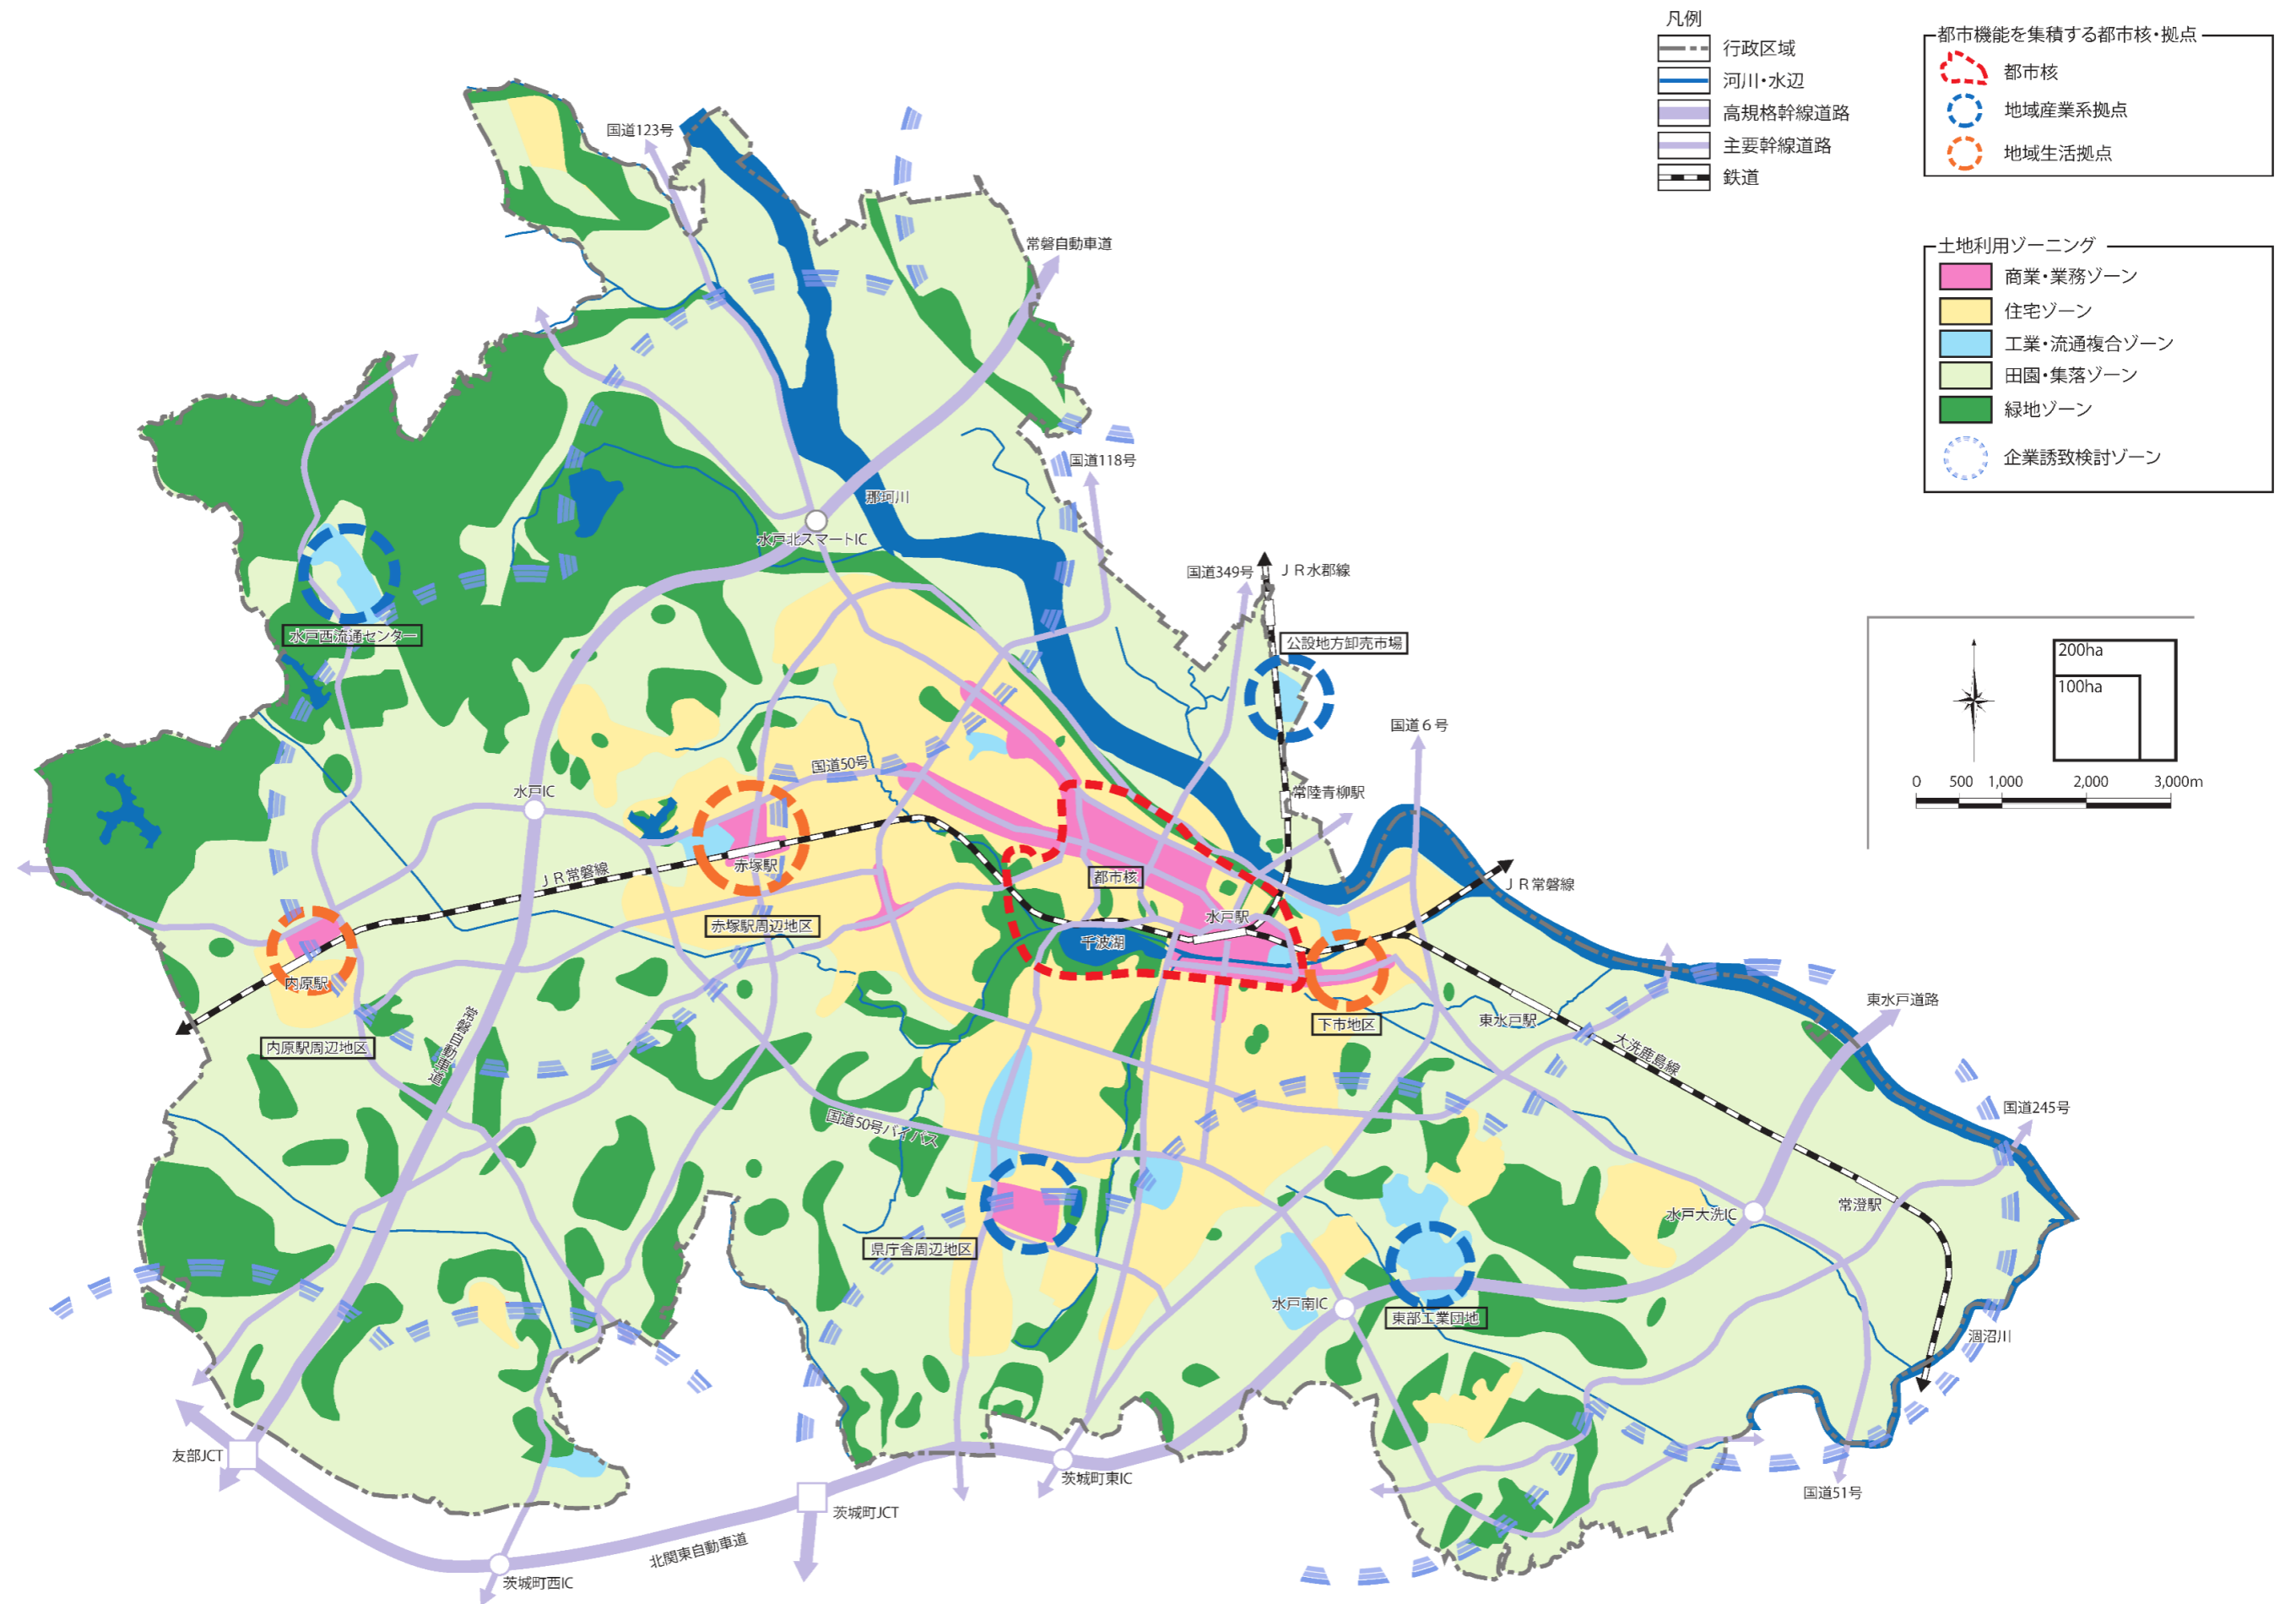 凡例
行政区域
河川・水辺
高規格幹線道路
主要幹線道路
鉄道
都市機能を集積する都市核・拠点
都市核
地域産業系拠点
地域生活拠点
土地利用ゾーニング
商業・業務ゾーン
住宅ゾーン
工業・流通複合ゾーン
田園・集落ゾーン
緑地ゾーン
企業誘致検討ゾーン
200ha
100ha
0 500 1,000 2,000 3,000m
国道123号
常磐自動車道
国道118号
那珂川
水戸北スマートIC
国道349号
JR水郡線
水戸西流通センター
公設地方卸売市場
国道6号
国道50号
水戸IC
常陸青柳駅
JR常磐線
赤塚駅
都市核
JR常磐線
水戸駅
赤塚駅周辺地区
千波湖
内原駅
下市地区
東水戸駅
東水戸道路
内原駅周辺地区
常磐自動車道
大洗鹿島線
国道245号
国道50号バイパス
常澄駅
水戸大洗IC
県庁舎周辺地区
水戸南IC
東部工業団地
涸沼川
友部JCT
茨城町東IC
国道51号
茨城町JCT
北関東自動車道
茨城町西IC